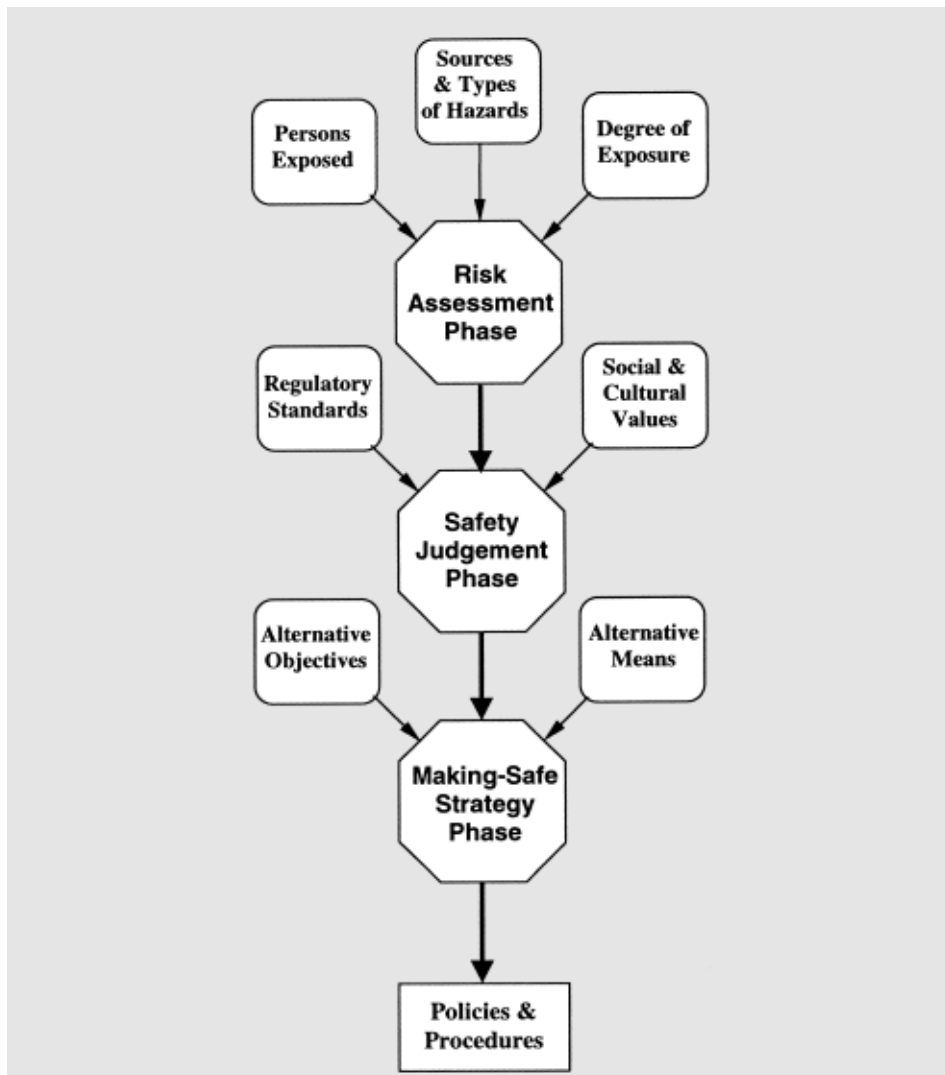 Sources
& Types
of Hazards
Persons
Exposed
Degree of
Exposure
Risk
Assessment
Phase
Regulatory
Standards
Social &
Cultural
Values
Safety
Judgement
Phase
Alternative
Objectives
Alternative
Means
Making-Safe
Strategy
Phase
Policies &
Procedures